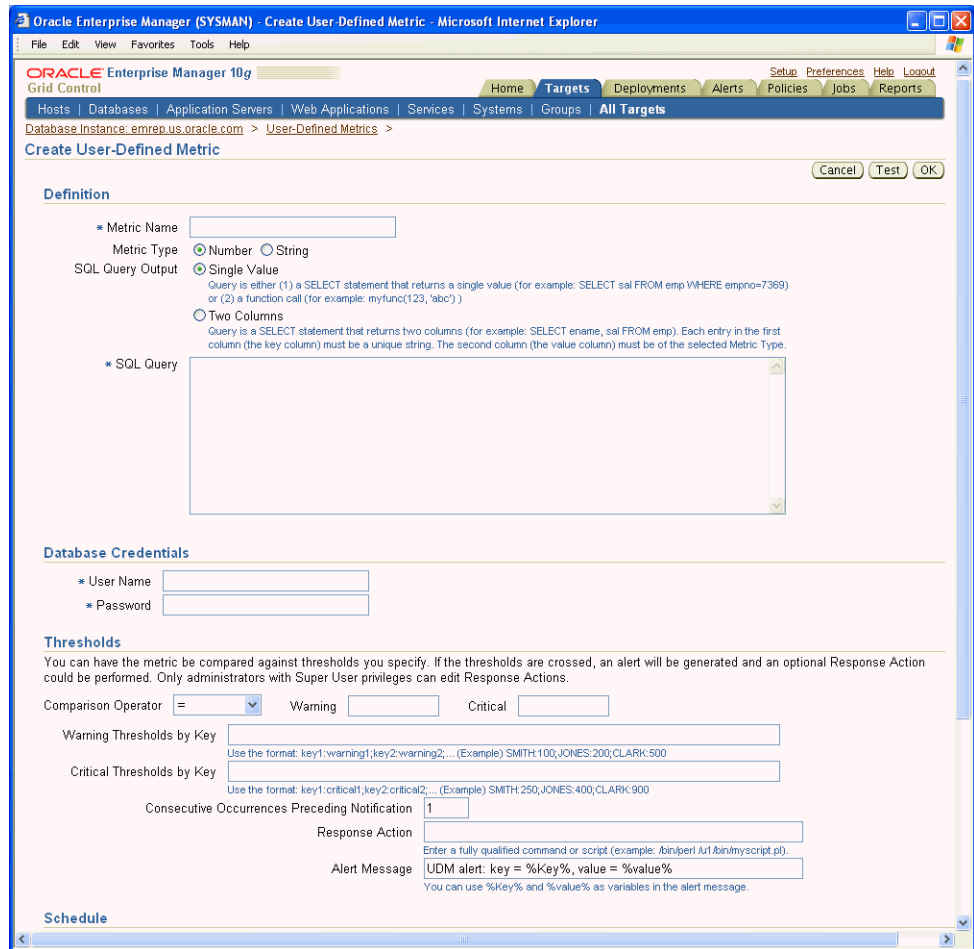 Oracle Enterprise Manager (SYSMAN) - Create User-Defined Metric - Microsoft Internet Explorer
File Edit View Favorites Tools Help
ORACLE Enterprise Manager 10g
Grid Control
Setup Preferences Help Logout
Home Targets Deployments Alerts Policies Jobs Reports
Hosts | Databases | Application Servers | Web Applications | Services | Systems | Groups | All Targets
Database Instance: emrep.us.oracle.com > User-Defined Metrics >
Create User-Defined Metric
Cancel Test OK
Definition
* Metric Name
Metric Type Number String
SQL Query Output Single Value
Query is either (1) a SELECT statement that returns a single value (for example: SELECT sal FROM emp WHERE empno=7369)
or (2) a function call (for example: myfunc(123, 'abc') )
Two Columns
Query is a SELECT statement that returns two columns (for example: SELECT ename, sal FROM emp). Each entry in the first
column (the key column) must be a unique string. The second column (the value column) must be of the selected Metric Type.
* SQL Query
Database Credentials
* User Name
* Password
Thresholds
You can have the metric be compared against thresholds you specify. If the thresholds are crossed, an alert will be generated and an optional Response Action
could be performed. Only administrators with Super User privileges can edit Response Actions.
Comparison Operator = Warning Critical
Warning Thresholds by Key
Use the format: key1:warning1;key2:warning2;... (Example) SMITH:100;JONES:200;CLARK:500
Critical Thresholds by Key
Use the format: key1:critical1;key2:critical2;... (Example) SMITH:250;JONES:400;CLARK:900
Consecutive Occurrences Preceding Notification 1
Response Action
Enter a fully qualified command or script (example: /bin/perl /u1/bin/myscript.pl).
Alert Message UDM alert: key = %Key%, value = %value%
You can use %Key% and %value% as variables in the alert message.
Schedule